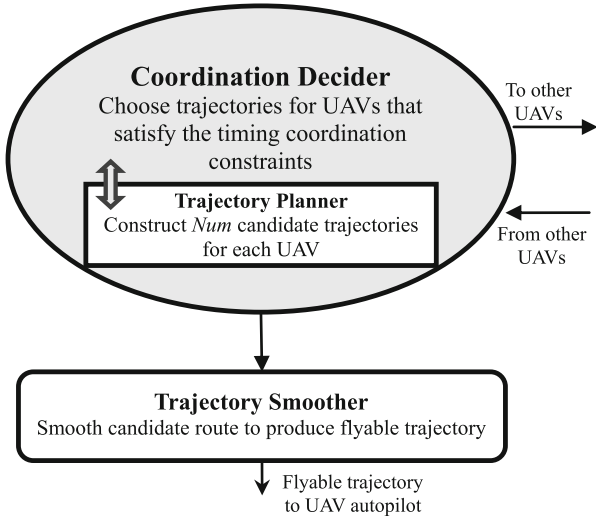 Coordination Decider
Choose trajectories for UAVs that
satisfy the timing coordination
constraints
Trajectory Planner
Construct Num candidate trajectories
for each UAV
To other
UAVs
From other
UAVs
Trajectory Smoother
Smooth candidate route to produce flyable trajectory
Flyable trajectory
to UAV autopilot